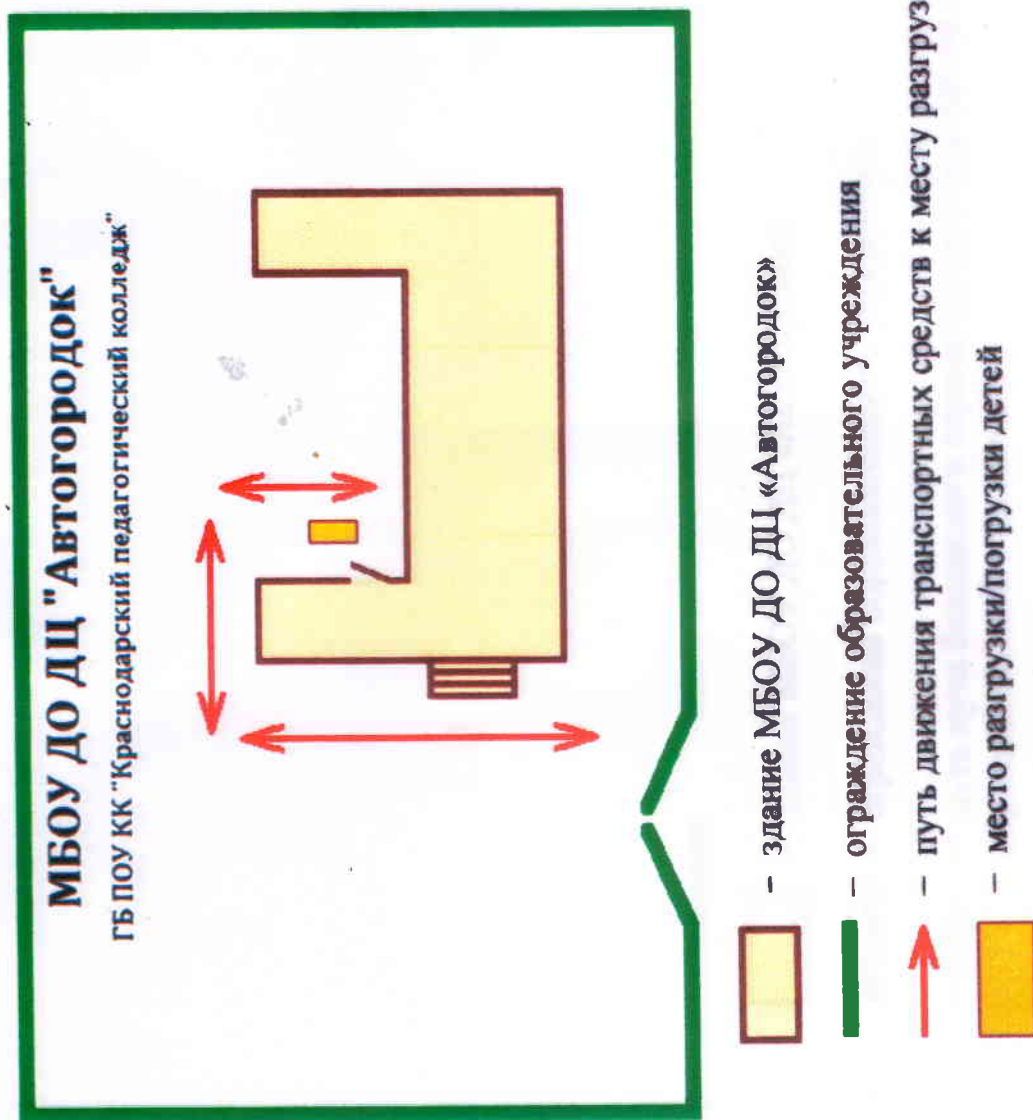 МБОУ ДО ДЦ "Автогородок"
ГБ ПОУ КК "Краснодарский педагогический колледж"
– здание МБОУ ДО ДЦ «Автогородок»
– ограждение образовательного учреждения
– путь движения транспортных средств к месту разгруз
– место разгрузки/погрузки детей